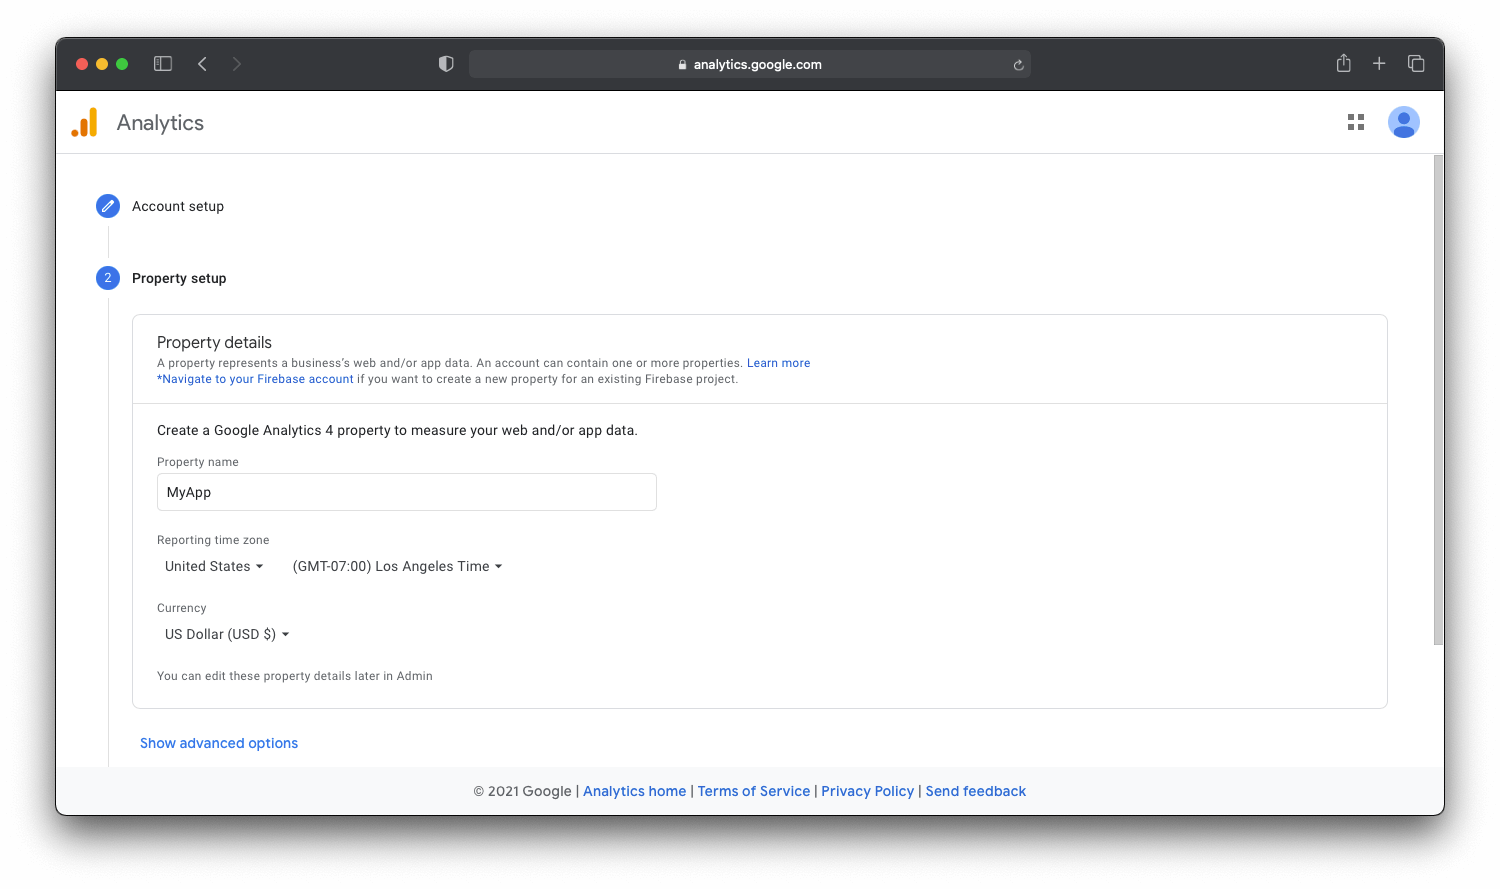 analytics.google.com
Analytics
Account setup
2 Property setup
Property details
A property represents a business's web and/or app data. An account can contain one or more properties. Learn more
*Navigate to your Firebase account if you want to create a new property for an existing Firebase project.
Create a Google Analytics 4 property to measure your web and/or app data.
Property name
MyApp
Reporting time zone
United States (GMT-07:00) Los Angeles Time
Currency
US Dollar (USD $)
You can edit these property details later in Admin
Show advanced options
© 2021 Google | Analytics home | Terms of Service | Privacy Policy | Send feedback